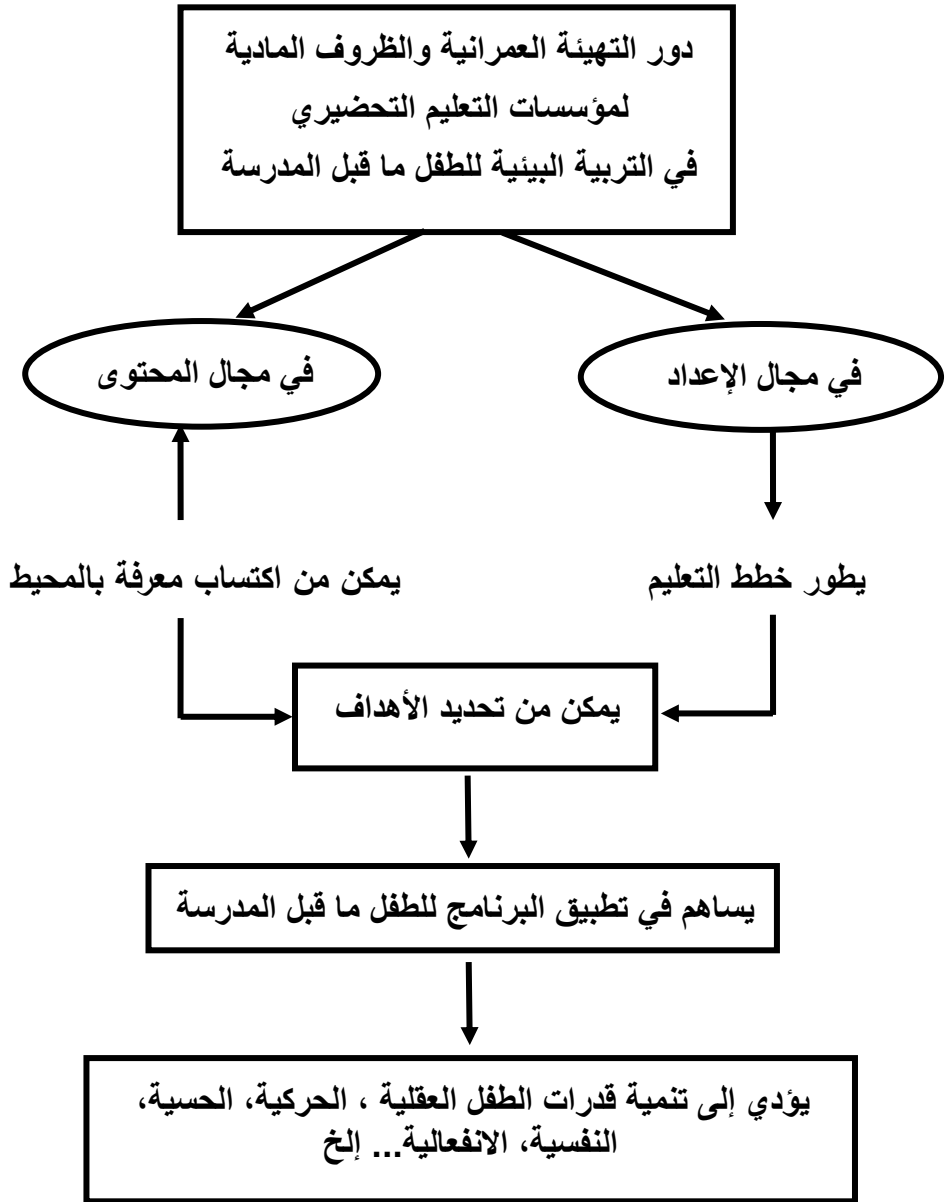 دور التهيئة العمرانية والظروف المادية
لمؤسسات التعليم التحضيري
في التربية البيئية للطفل ما قبل المدرسة
في مجال الإعداد
في مجال المحتوى
يطور خطط التعليم
يمكن من اكتساب معرفة بالمحيط
يمكن من تحديد الأهداف
يساهم في تطبيق البرنامج للطفل ما قبل المدرسة
يؤدي إلى تنمية قدرات الطفل العقلية ، الحركية، الحسية،
النفسية، الانفعالية... إلخ